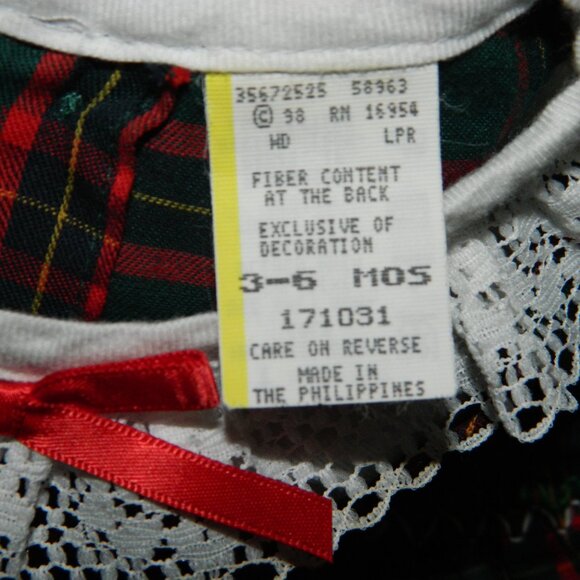 35672525 58963
© 98 RN 16954
WD LPR
FIBER CONTENT
AT THE BACK
EXCLUSIVE OF
DECORATION
3-6 MOS
171031
CARE ON REVERSE
MADE IN
THE PHILIPPINES